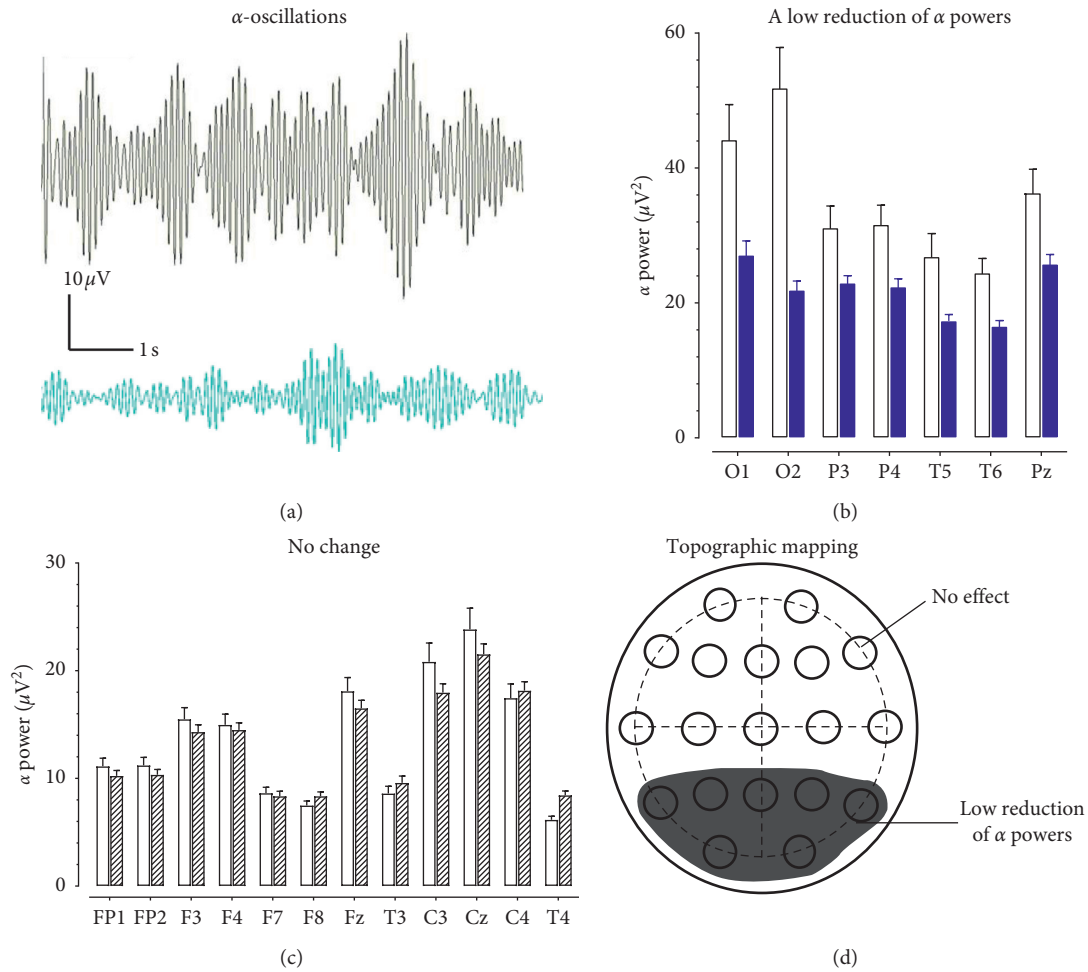 α-oscillations
10 μV
1 s
(a)
A low reduction of α powers
α power (μV²)
60
40
20
0
O1 O2 P3 P4 T5 T6 Pz
(b)
No change
α power (μV²)
30
20
10
0
FP1 FP2 F3 F4 F7 F8 Fz T3 C3 Cz C4 T4
(c)
Topographic mapping
No effect
Low reduction
of α powers
(d)